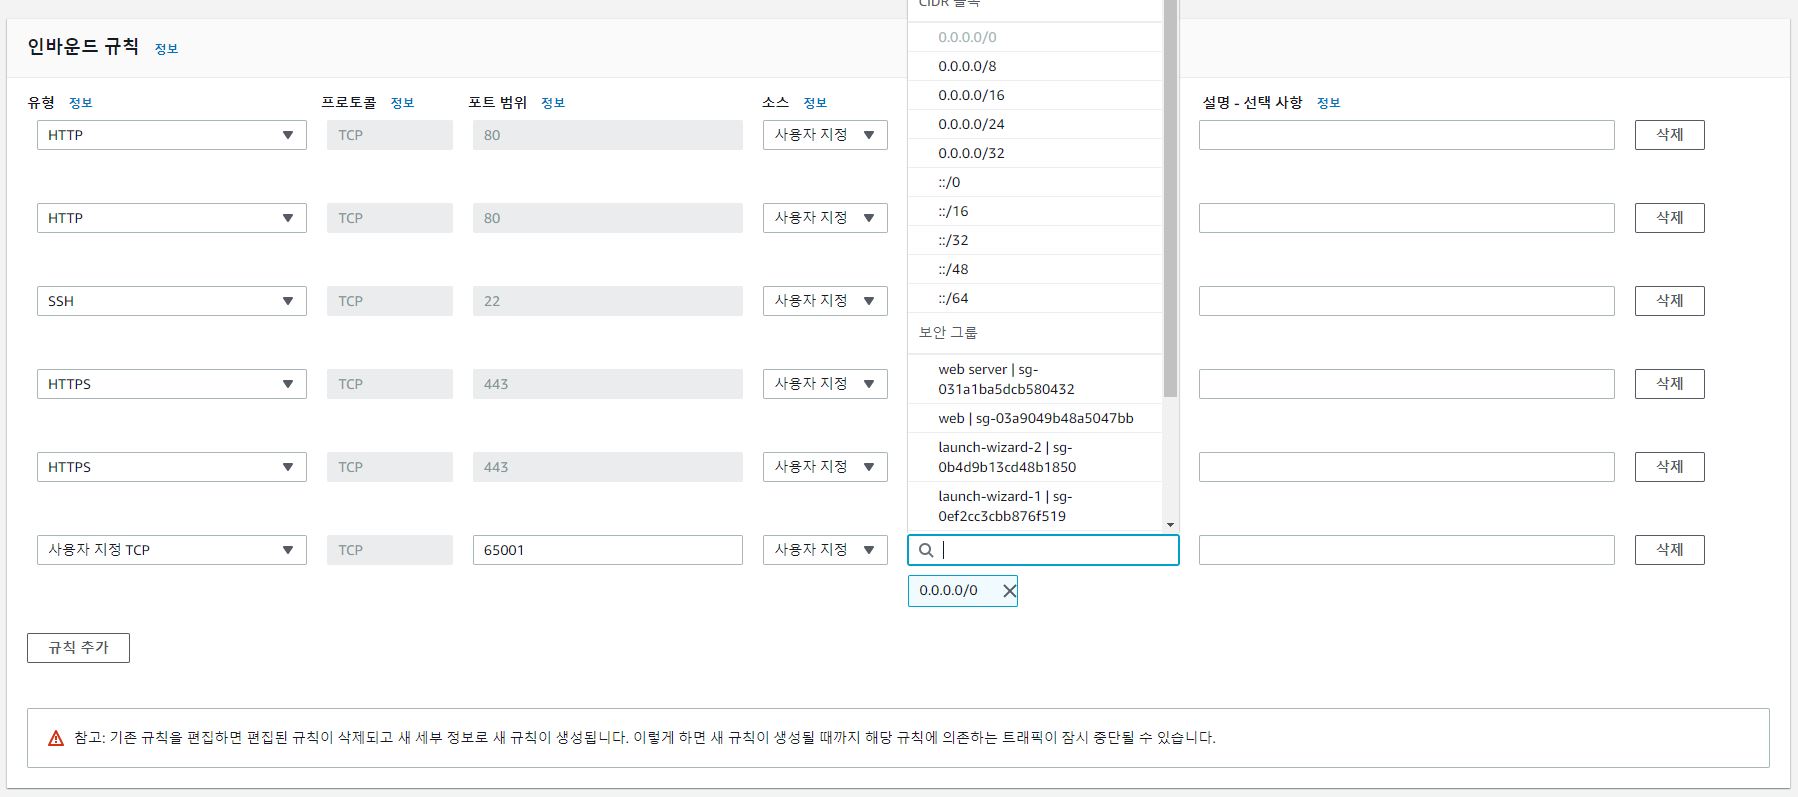 CIDR 블록
인바운드 규칙 정보
0.0.0.0/0
0.0.0.0/8
0.0.0.0/16
0.0.0.0/24
0.0.0.0/32
::/0
::/16
::/32
::/48
::/64
보안 그룹
web server | sg-
031a1ba5dcb580432
web | sg-03a9049b48a5047bb
launch-wizard-2 | sg-
0b4d9b13cd48b1850
launch-wizard-1 | sg-
0ef2cc3cbb876f519
유형 정보 프로토콜 정보 포트 범위 정보 소스 정보 설명 - 선택 사항 정보
HTTP TCP 80 사용자 지정 삭제
HTTP TCP 80 사용자 지정 삭제
SSH TCP 22 사용자 지정 삭제
HTTPS TCP 443 사용자 지정 삭제
HTTPS TCP 443 사용자 지정 삭제
사용자 지정 TCP TCP 65001 사용자 지정 삭제
0.0.0.0/0
규칙 추가
참고: 기존 규칙을 편집하면 편집된 규칙이 삭제되고 새 세부 정보로 새 규칙이 생성됩니다. 이렇게 하면 새 규칙이 생성될 때까지 해당 규칙에 의존하는 트래픽이 잠시 중단될 수 있습니다.